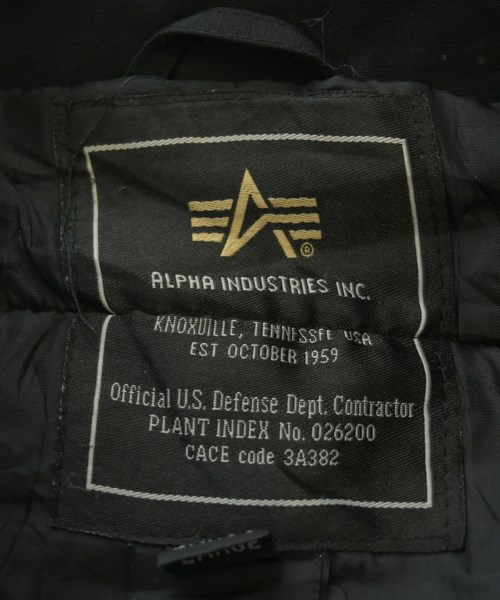 ALPHA INDUSTRIES INC.
KNOXVILLE, TENNESSEE USA
EST OCTOBER 1959
Official U.S. Defense Dept. Contractor
PLANT INDEX No. 026200
CACE code 3A382
LARGE